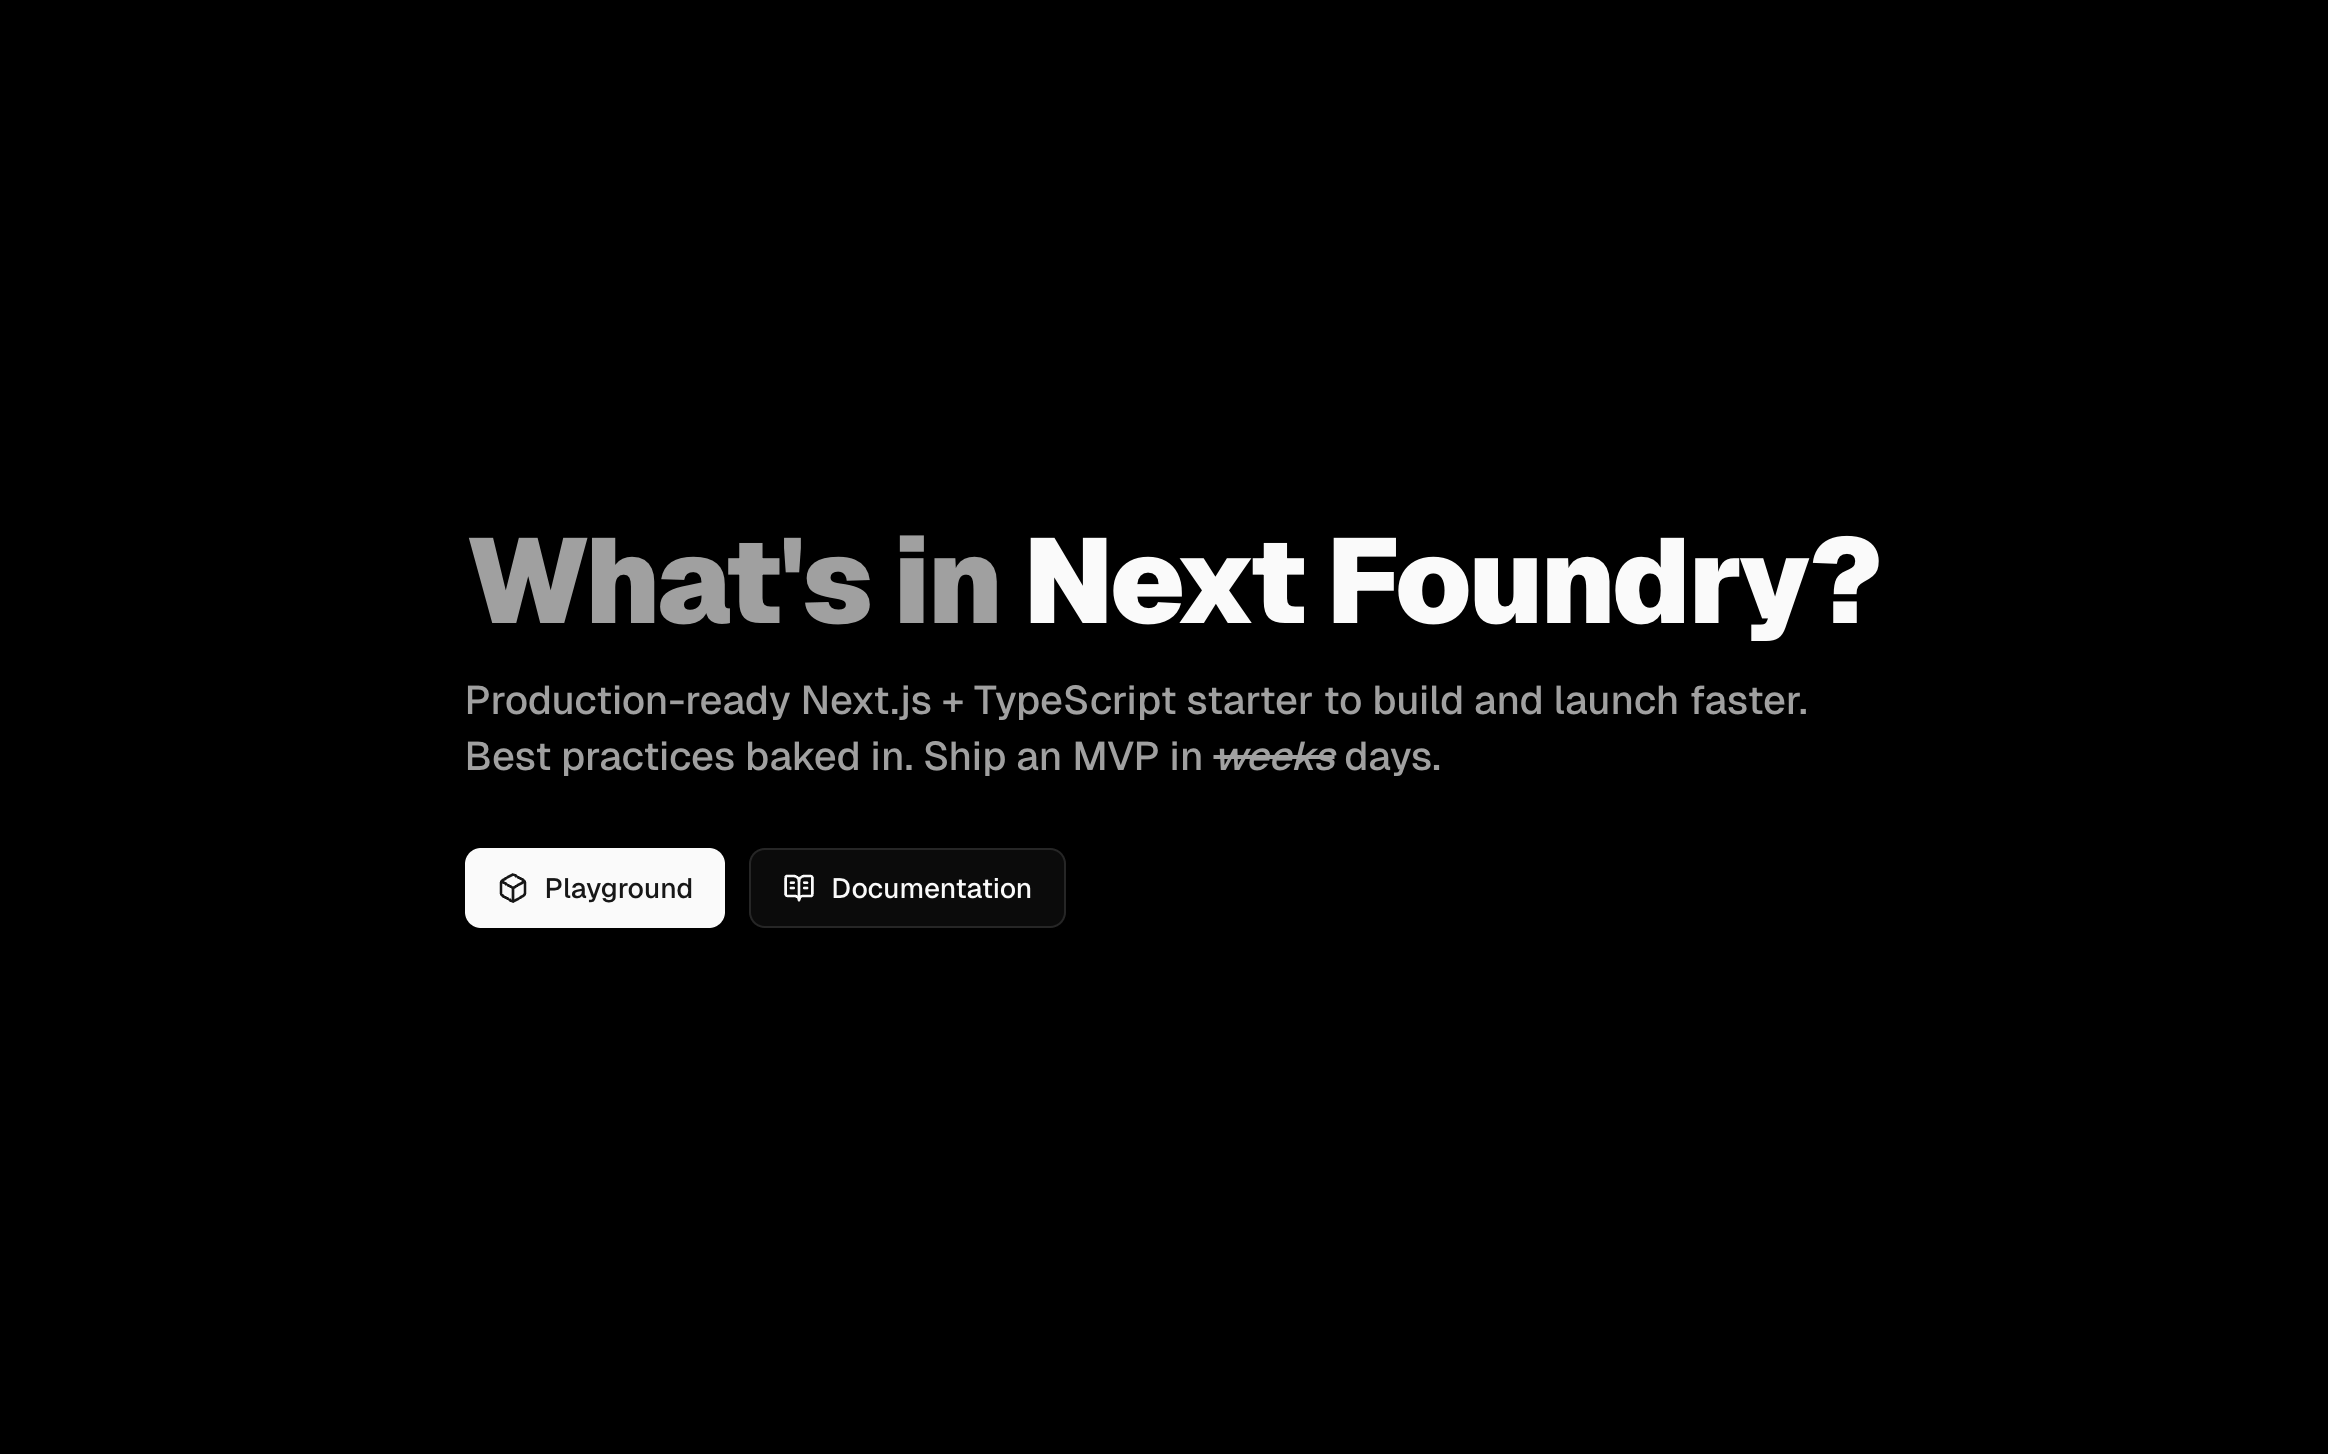 What's in Next Foundry?
Production-ready Next.js + TypeScript starter to build and launch faster.
Best practices baked in. Ship an MVP in weeks days.
Playground
Documentation